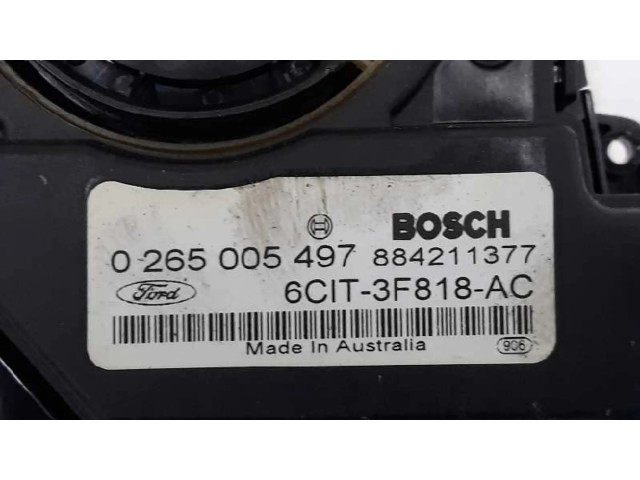 BOSCH
0 265 005 497 884211377
Ford 6CIT-3F818-AC
Made In Australia 906